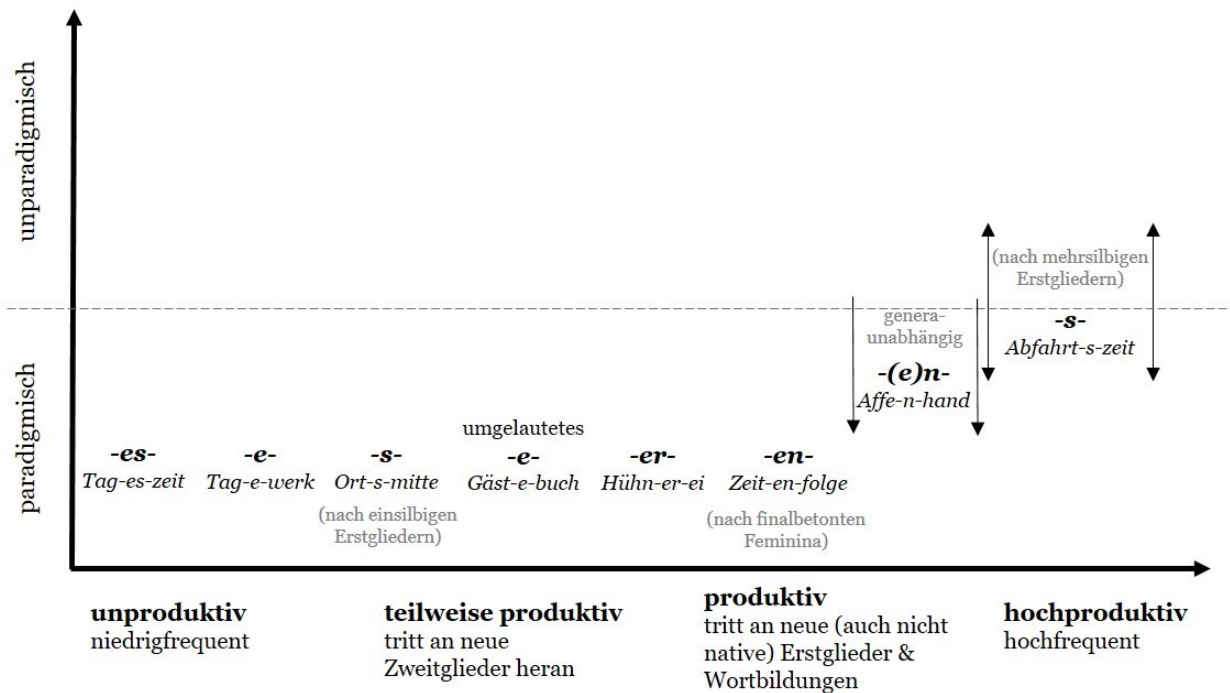 unparadigmisch
paradigmisch
(nach mehrsilbigen
Erstgliedern)
-s-
Abfahrt-s-zeit
genera-
unabhängig
-(e)n-
Affe-n-hand
-es-
Tag-es-zeit
-e-
Tag-e-werk
-s-
Ort-s-mitte
(nach einsilbigen
Erstgliedern)
umgelautetes
-e-
Gäst-e-buch
-er-
Hühn-er-ei
-en-
Zeit-en-folge
(nach finalbetonten
Feminina)
unproduktiv
niedrigfrequent
teilweise produktiv
tritt an neue
Zweitglieder heran
produktiv
tritt an neue (auch nicht
native) Erstglieder &
Wortbildungen
hochproduktiv
hochfrequent